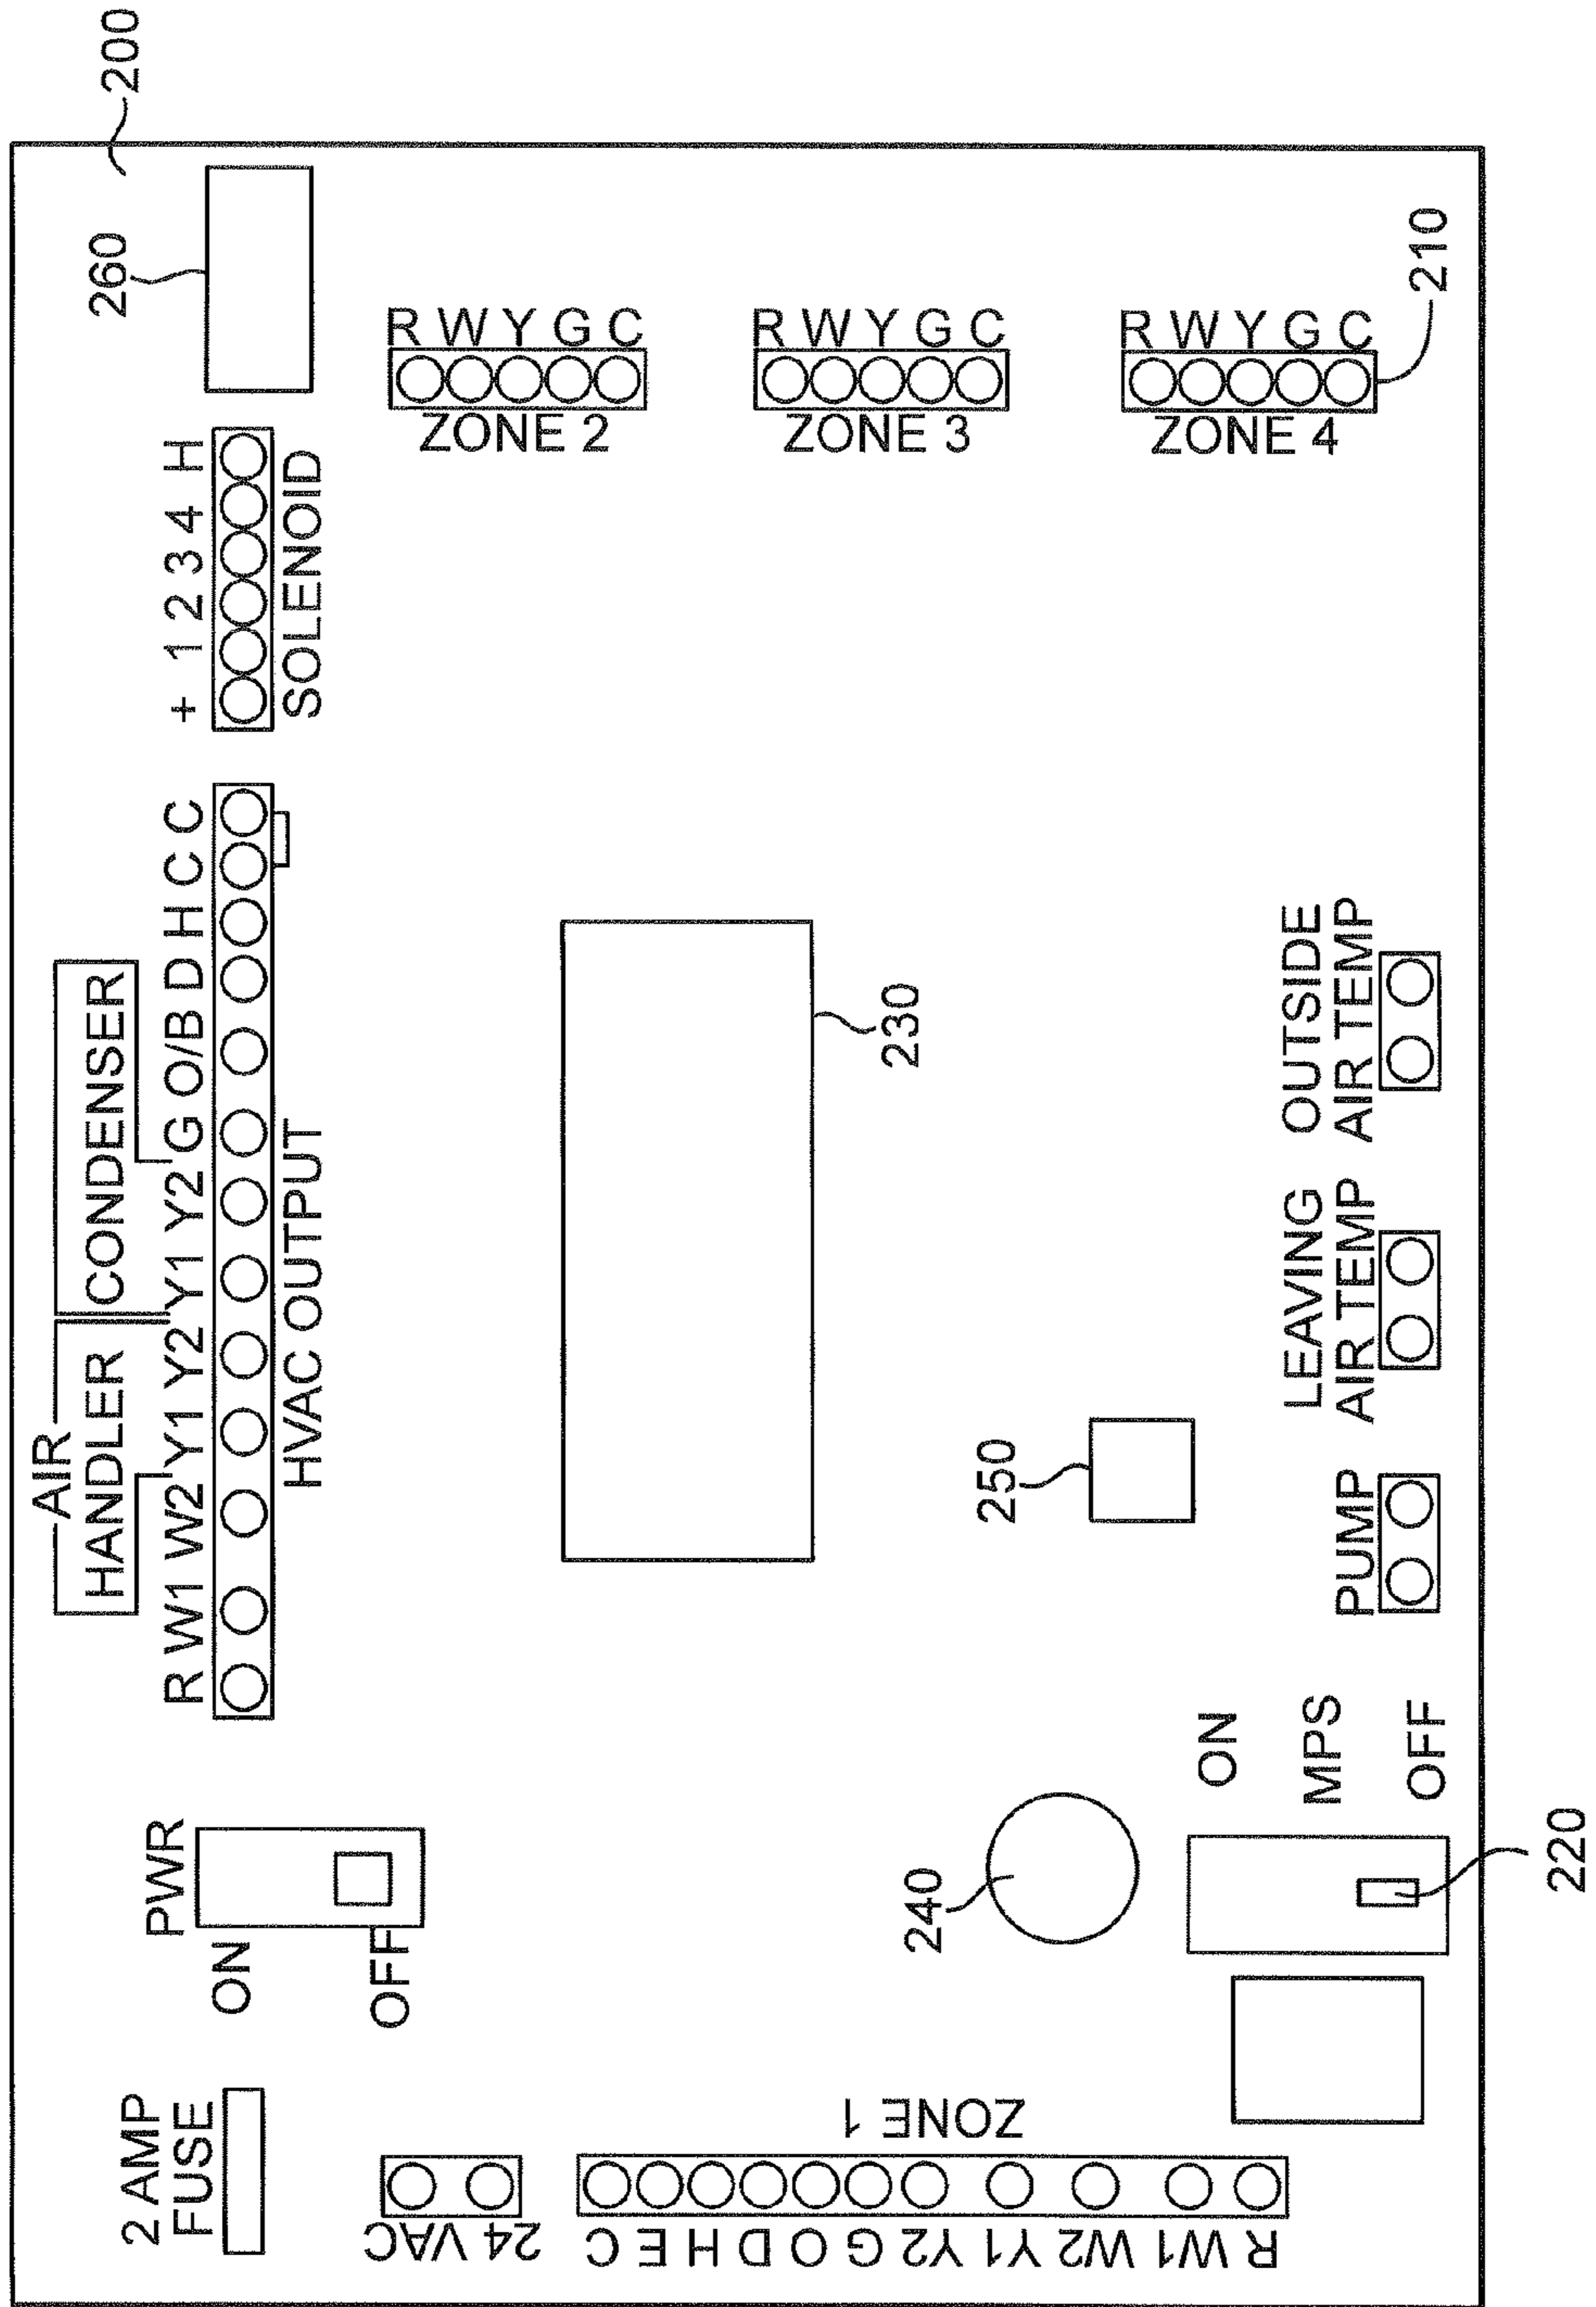 200
260
AIR
HANDLER
CONDENSER
R W1 W2 Y1 Y2 Y1 Y2 G O/B D H C C
HVAC OUTPUT
+ 1 2 3 4 H
SOLENOID
2 AMP
FUSE
PWR
ON
OFF
24 VAC
R W Y G C
ZONE 2
R W Y G C
ZONE 3
R W Y G C
ZONE 4
210
230
ZONE 1
R W1 W2 Y1 Y2 G O D H E C
240
250
ON
MPS
OFF
220
PUMP
LEAVING
AIR TEMP
OUTSIDE
AIR TEMP